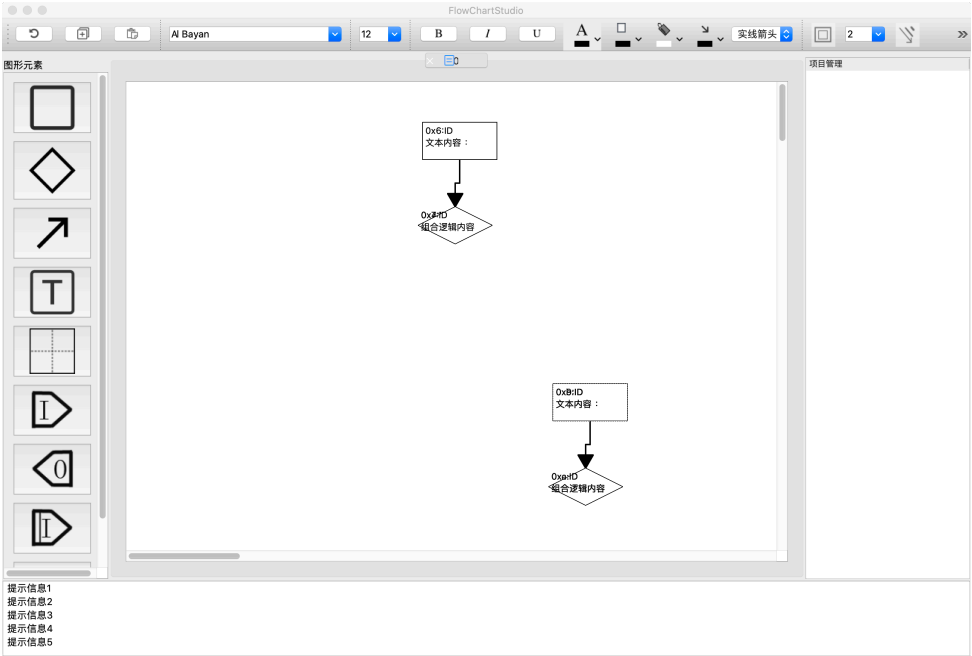 FlowChartStudio
Al Bayan
12
B
I
U
A
实线箭头
2
图形元素
项目管理
0x6:ID
文本内容：
组合逻辑内容
文本内容：
组合逻辑内容
T
I
0
I
提示信息1
提示信息2
提示信息3
提示信息4
提示信息5